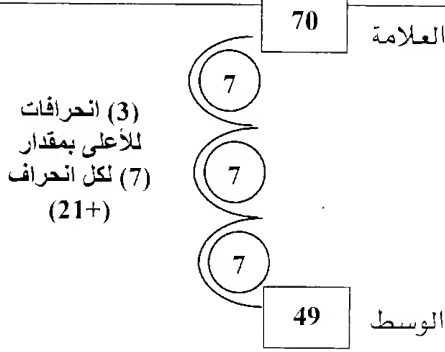 العلامة 70
7
(3) انحرافات
للأعلى بمقدار
(7) لكل انحراف
(21+)
7
7
الوسط 49